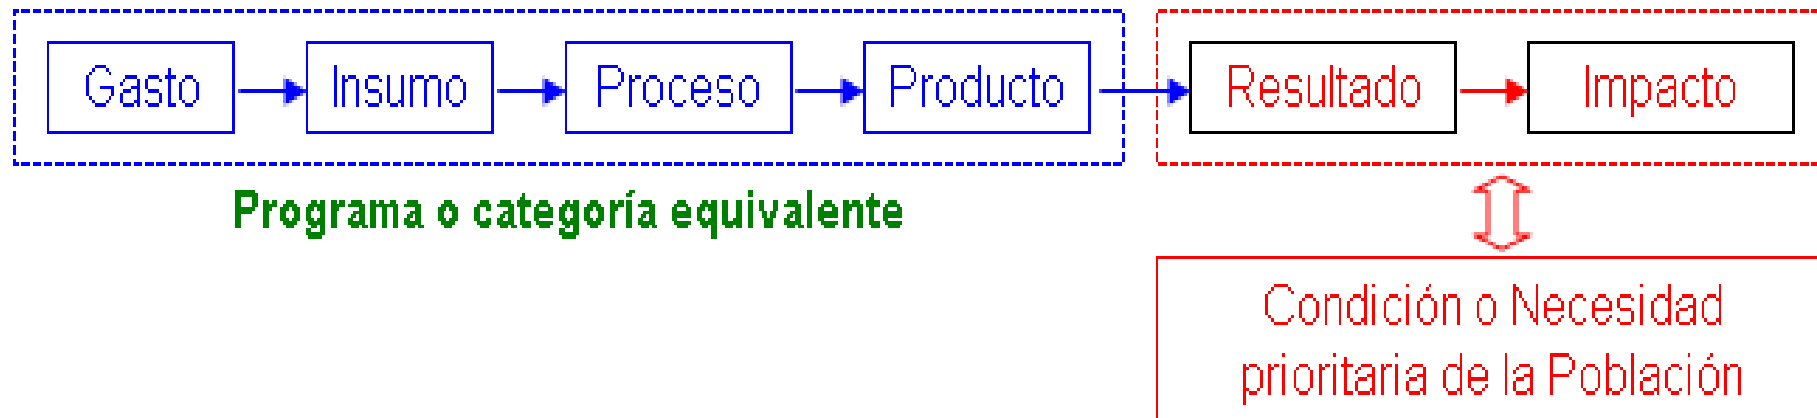 Gasto
Insumo
Proceso
Producto
Resultado
Impacto
Programa o categoría equivalente
Condición o Necesidad
prioritaria de la Población